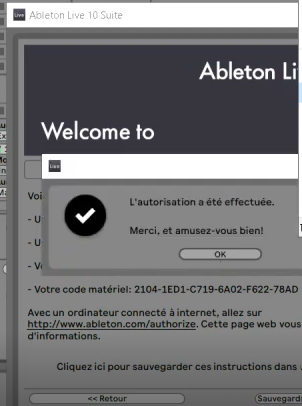 Live Ableton Live 10 Suite
Ableton Li
Welcome to
Live
L'autorisation a été effectuée.
Merci, et amusez-vous bien!
OK
Voi
- U
- U
- Vo
- Votre code matériel: 2104-1ED1-C719-6A02-F622-78AD
Avec un ordinateur connecté à internet, allez sur
http://www.ableton.com/authorize. Cette page web vous
d'informations.
Cliquez ici pour sauvegarder ces instructions dans
<< Retour
(Sauvegard